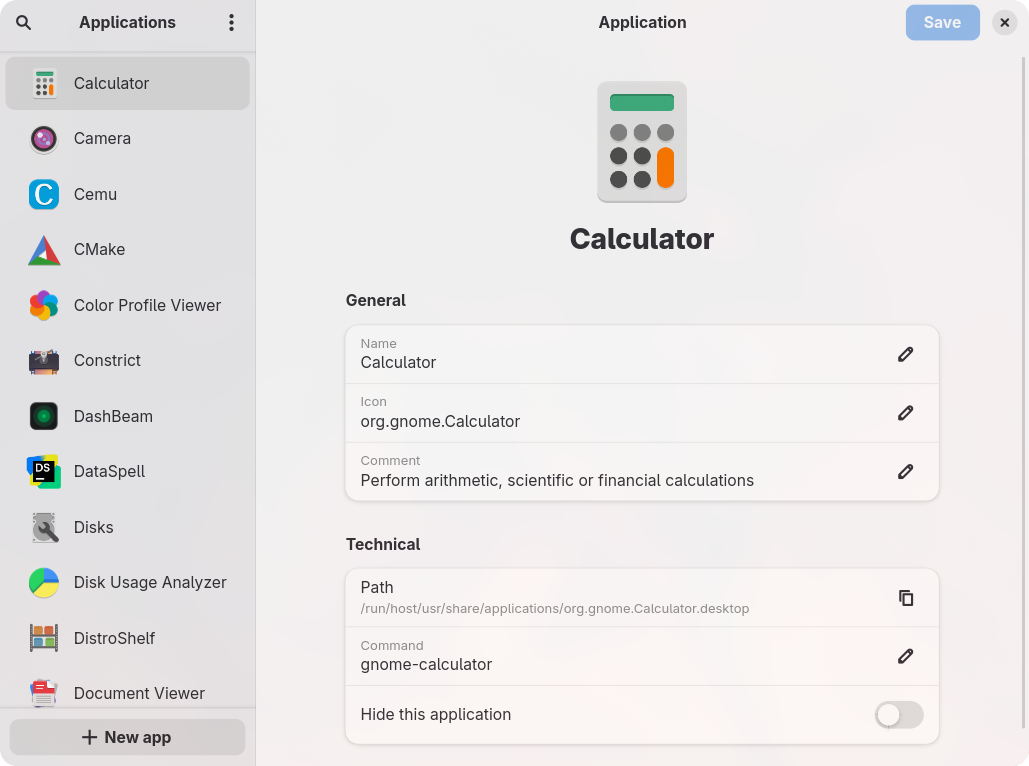 Applications
Calculator
Camera
Cemu
CMake
Color Profile Viewer
Constrict
DashBeam
DS
DataSpell
Disks
Disk Usage Analyzer
DistroShelf
Document Viewer
New app
Application
Save
Calculator
General
Name
Calculator
Icon
org.gnome.Calculator
Comment
Perform arithmetic, scientific or financial calculations
Technical
Path
/run/host/usr/share/applications/org.gnome.Calculator.desktop
Command
gnome-calculator
Hide this application